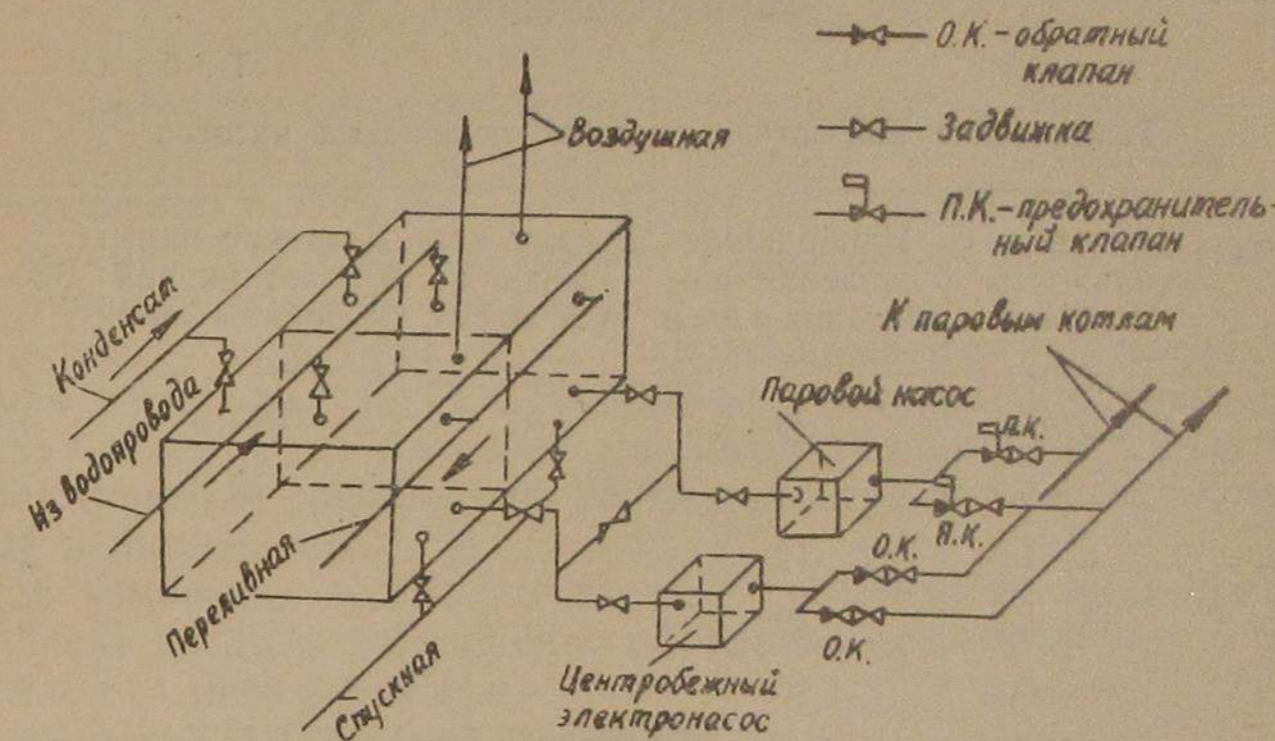 О.К.-обратный
клапан
Задвижка
П.К.-предохранитель-
ный клапан
Воздушная
К паровым котлам
Конденсат
Из водопровода
Паровой насос
П.К.
П.К.
О.К.
О.К.
Переливная
Спускная
Центробежный
электронасос